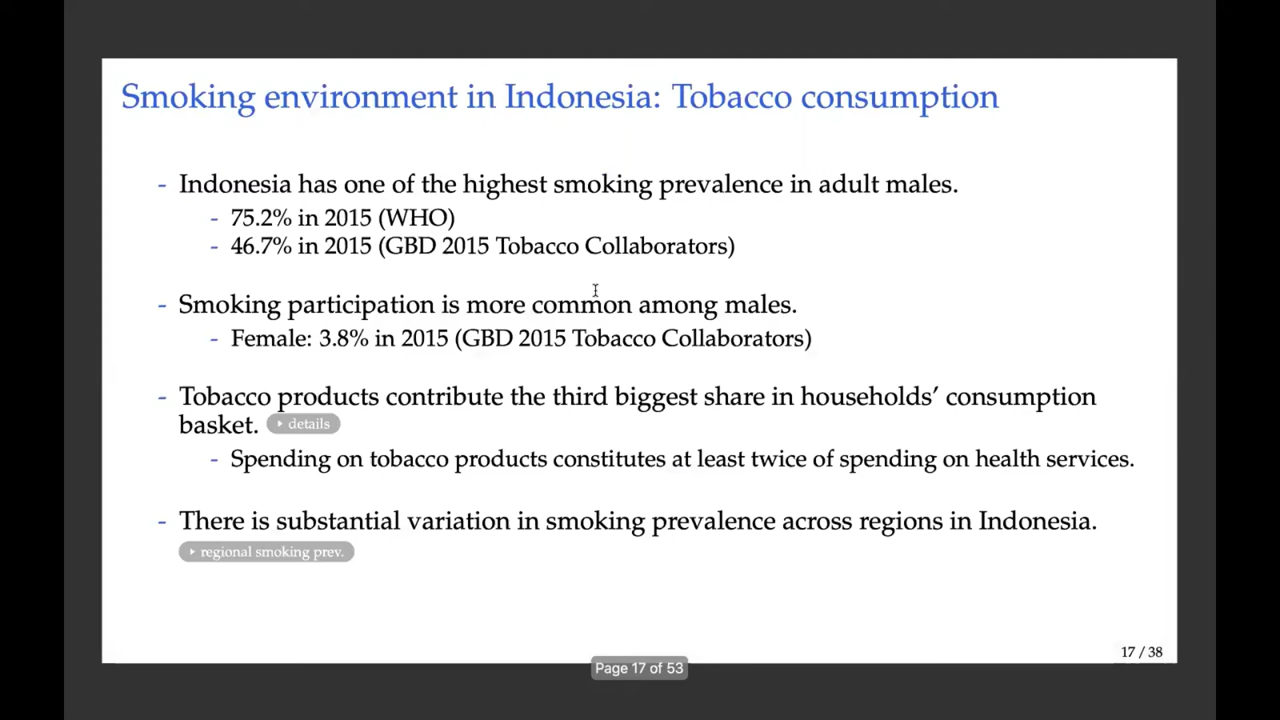 Smoking environment in Indonesia: Tobacco consumption
- Indonesia has one of the highest smoking prevalence in adult males.
- 75.2% in 2015 (WHO)
- 46.7% in 2015 (GBD 2015 Tobacco Collaborators)
- Smoking participation is more common among males.
- Female: 3.8% in 2015 (GBD 2015 Tobacco Collaborators)
- Tobacco products contribute the third biggest share in households’ consumption
basket. details
- Spending on tobacco products constitutes at least twice of spending on health services.
- There is substantial variation in smoking prevalence across regions in Indonesia.
regional smoking prev.
17 / 38
Page 17 of 53